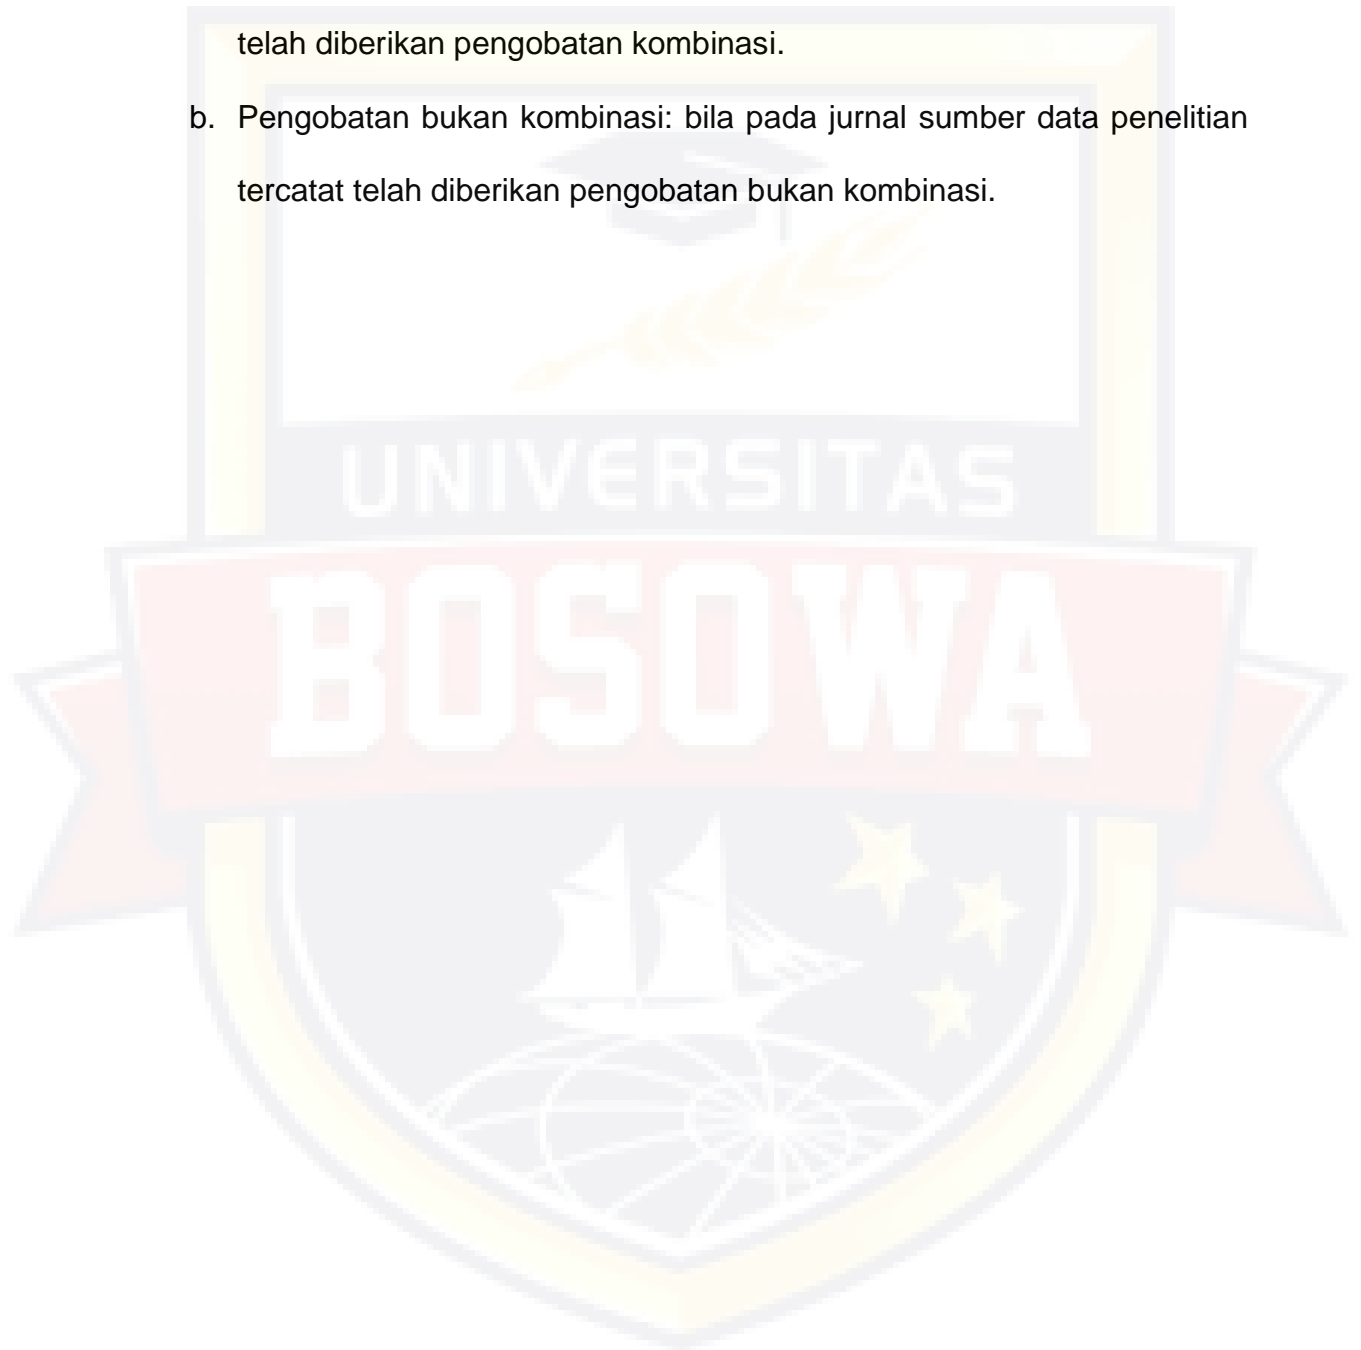 telah diberikan pengobatan kombinasi.
b. Pengobatan bukan kombinasi: bila pada jurnal sumber data penelitian
tercatat telah diberikan pengobatan bukan kombinasi.
UNIVERSITAS
BOSOWA